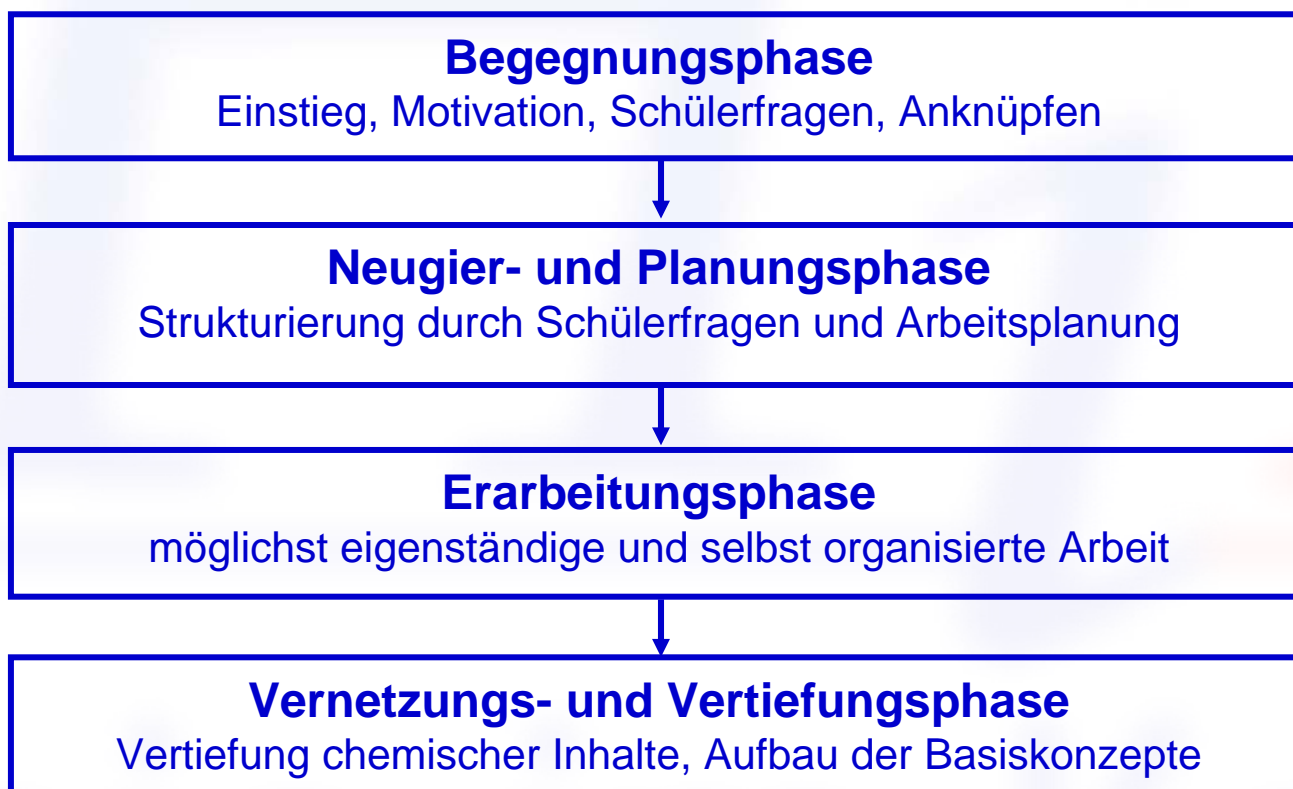 Begegnungsphase
Einstieg, Motivation, Schülerfragen, Anknüpfen
Neugier- und Planungsphase
Strukturierung durch Schülerfragen und Arbeitsplanung
Erarbeitungsphase
möglichst eigenständige und selbst organisierte Arbeit
Vernetzungs- und Vertiefungsphase
Vertiefung chemischer Inhalte, Aufbau der Basiskonzepte